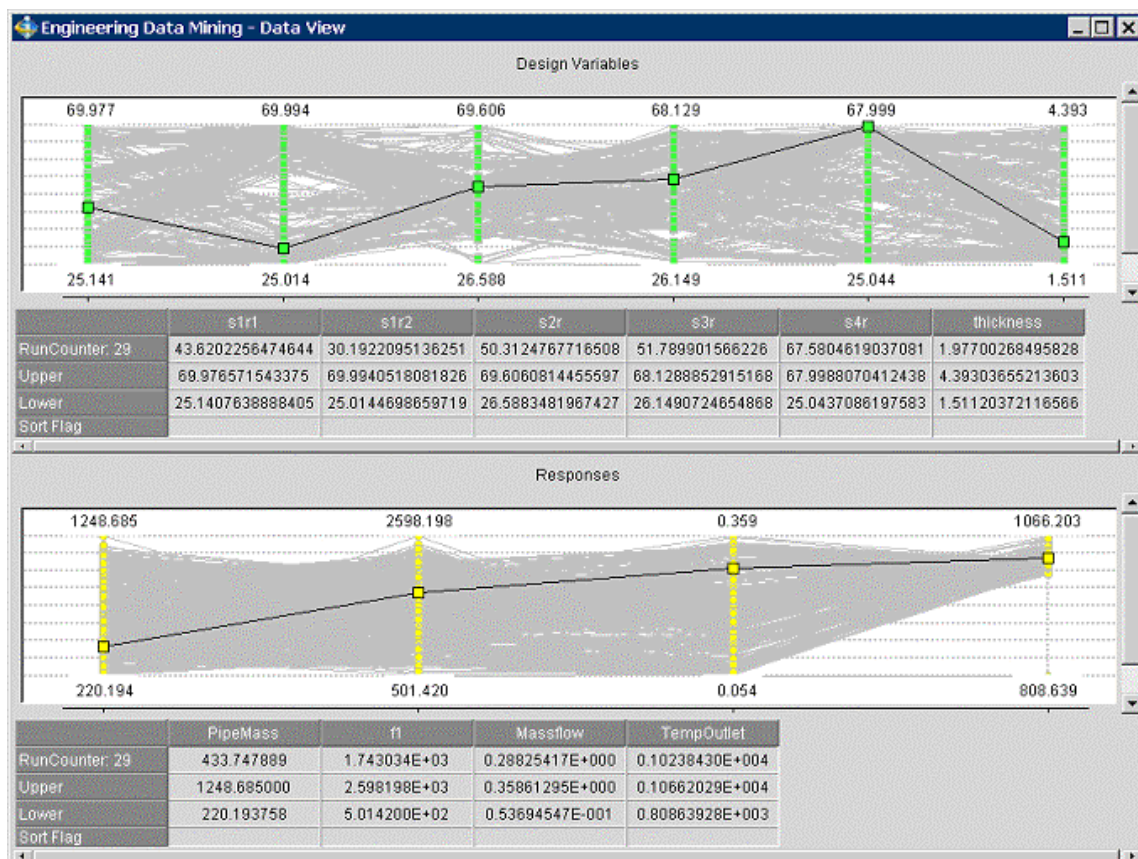 Engineering Data Mining - Data View
Design Variables
69.977 69.994 69.606 68.129 67.999 4.393
25.141 25.014 26.588 26.149 25.044 1.511
s1r1 s1r2 s2r s3r s4r thickness
RunCounter: 29 43.6202256474644 30.1922095136251 50.3124767716508 51.789901566226 67.5804619037081 1.97700268495828
Upper 69.976571543375 69.9940518081826 69.6060814455597 68.1288852915168 67.9988070412438 4.39303655213603
Lower 25.1407638888405 25.0144698659719 26.5883481967427 26.1490724654868 25.0437086197583 1.51120372116566
Sort Flag
Responses
1248.685 2598.198 0.359 1066.203
220.194 501.420 0.054 808.639
PipeMass f1 Massflow TempOutlet
RunCounter: 29 433.747889 1.743034E+03 0.28825417E+000 0.10238430E+004
Upper 1248.685000 2.598198E+03 0.35861295E+000 0.10662029E+004
Lower 220.193758 5.014200E+02 0.53694547E-001 0.80863928E+003
Sort Flag